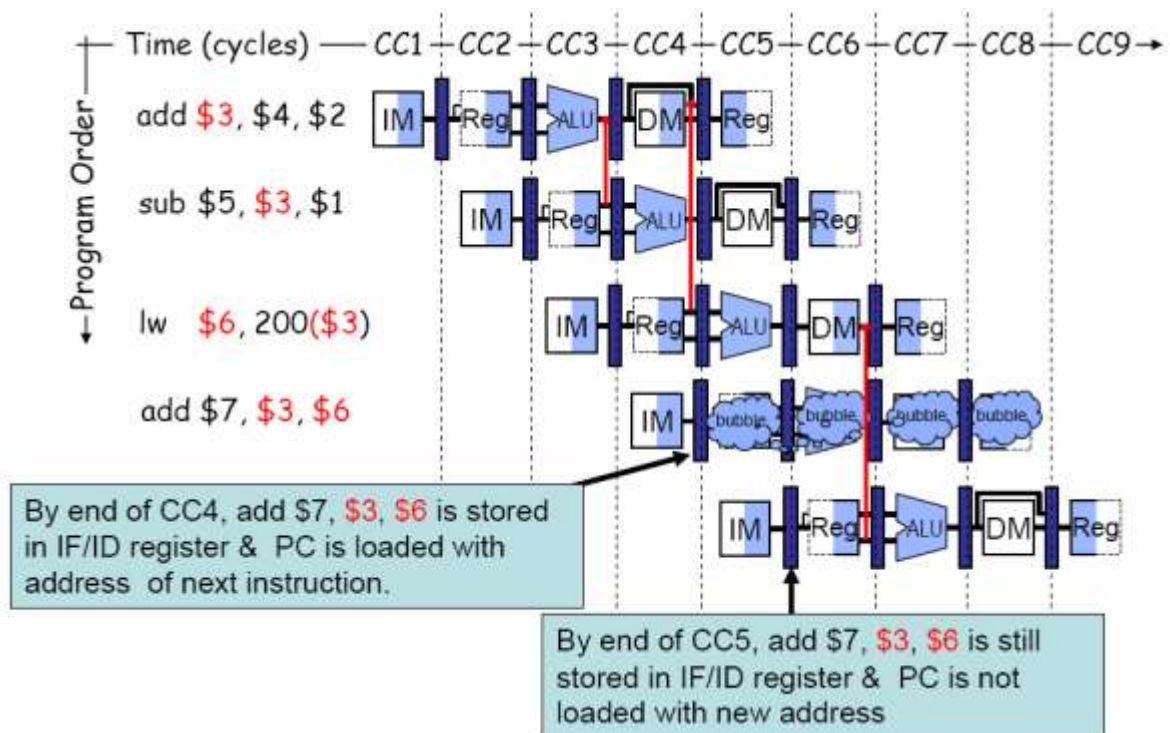 Time (cycles) CC1 CC2 CC3 CC4 CC5 CC6 CC7 CC8 CC9
Program Order
add $3, $4, $2
IM Reg ALU DM Reg
sub $5, $3, $1
IM Reg ALU DM Reg
lw $6, 200($3)
IM Reg ALU DM Reg
add $7, $3, $6
IM bubble bubble bubble bubble
IM Reg ALU DM Reg
By end of CC4, add $7, $3, $6 is stored
in IF/ID register & PC is loaded with
address of next instruction.
By end of CC5, add $7, $3, $6 is still
stored in IF/ID register & PC is not
loaded with new address